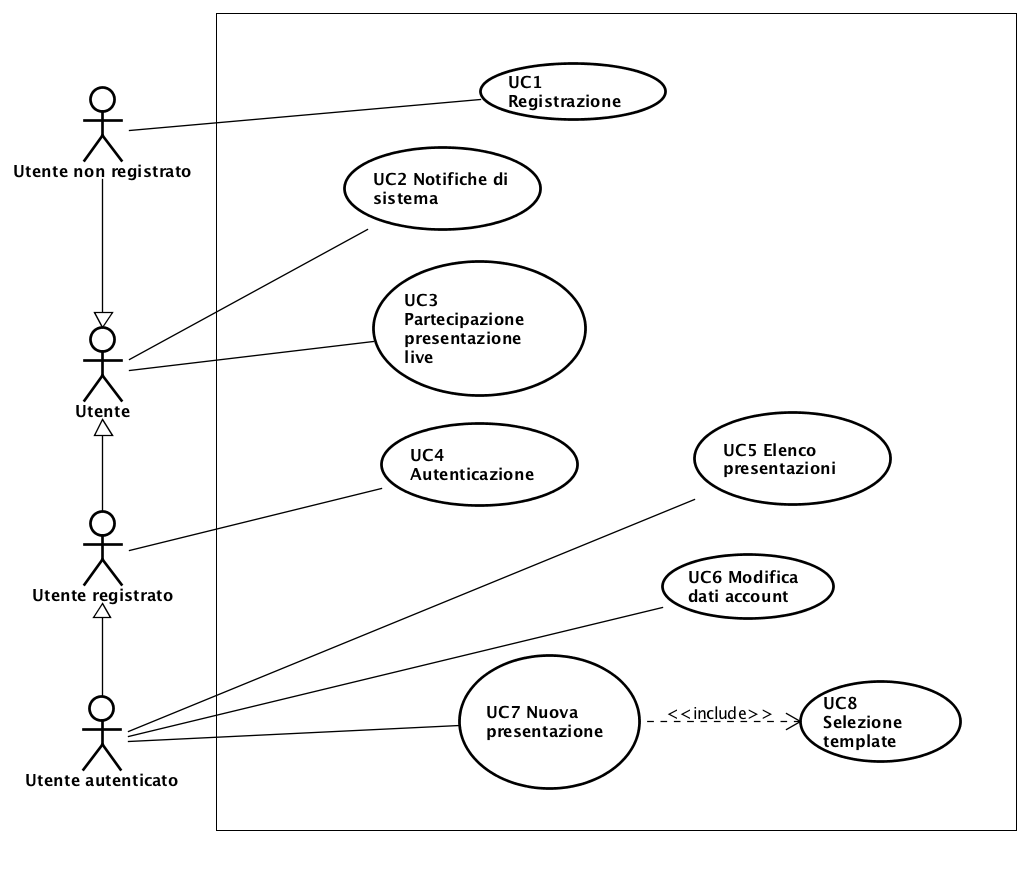 UC1
Registrazione
Utente non registrato
UC2 Notifiche di
sistema
UC3
Partecipazione
presentazione
live
Utente
UC4
Autenticazione
UC5 Elenco
presentazioni
Utente registrato
UC6 Modifica
dati account
UC7 Nuova
presentazione
<<include>>
UC8
Selezione
template
Utente autenticato